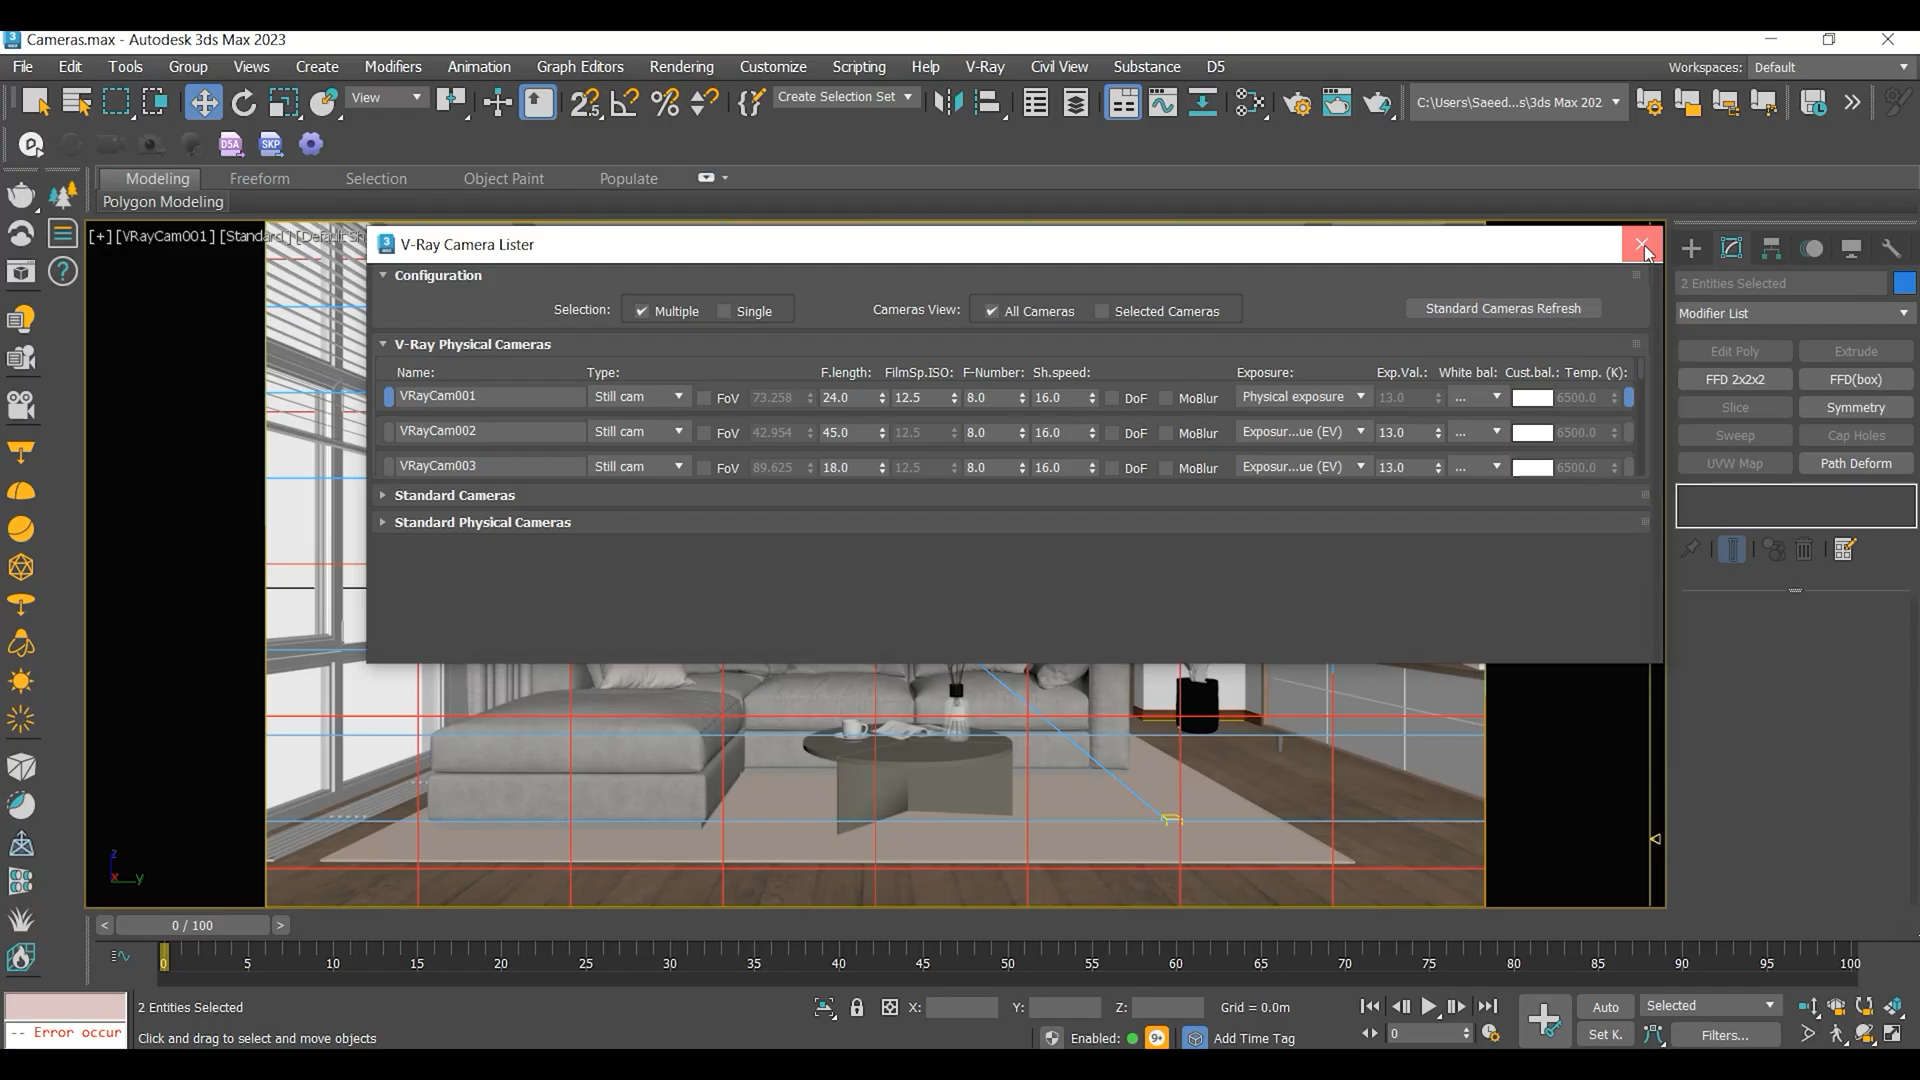 Cameras.max - Autodesk 3ds Max 2023
File Edit Tools Group Views Create Modifiers Animation Graph Editors Rendering Customize Scripting Help V-Ray Civil View Substance D5 Workspaces: Default
View Create Selection Set C:\Users\Saeed...s\3ds Max 202
D5A SKP
Modeling Freeform Selection Object Paint Populate
Polygon Modeling
[+] [VRayCam001] [Standard] [Default Sh
V-Ray Camera Lister
Configuration
Selection: Multiple Single Cameras View: All Cameras Selected Cameras Standard Cameras Refresh
V-Ray Physical Cameras
Name: Type: F.length: FilmSp.ISO: F-Number: Sh.speed: Exposure: Exp.Val.: White bal: Cust.bal.: Temp. (K):
VRayCam001 Still cam FoV 73.258 24.0 12.5 8.0 16.0 DoF MoBlur Physical exposure 13.0 ... 6500.0
VRayCam002 Still cam FoV 42.954 45.0 12.5 8.0 16.0 DoF MoBlur Exposur...ue (EV) 13.0 ... 6500.0
VRayCam003 Still cam FoV 89.625 18.0 12.5 8.0 16.0 DoF MoBlur Exposur...ue (EV) 13.0 ... 6500.0
Standard Cameras
Standard Physical Cameras
2 Entities Selected
Modifier List
Edit Poly Extrude
FFD 2x2x2 FFD(box)
Slice Symmetry
Sweep Cap Holes
UVW Map Path Deform
z
x y
< 0 / 100 >
0 5 10 15 20 25 30 35 40 45 50 55 60 65 70 75 80 85 90 95 100
2 Entities Selected X: Y: Z: Grid = 0.0m Auto Selected
-- Error occur Click and drag to select and move objects Enabled: 9+ Add Time Tag 0 Set K. Filters...